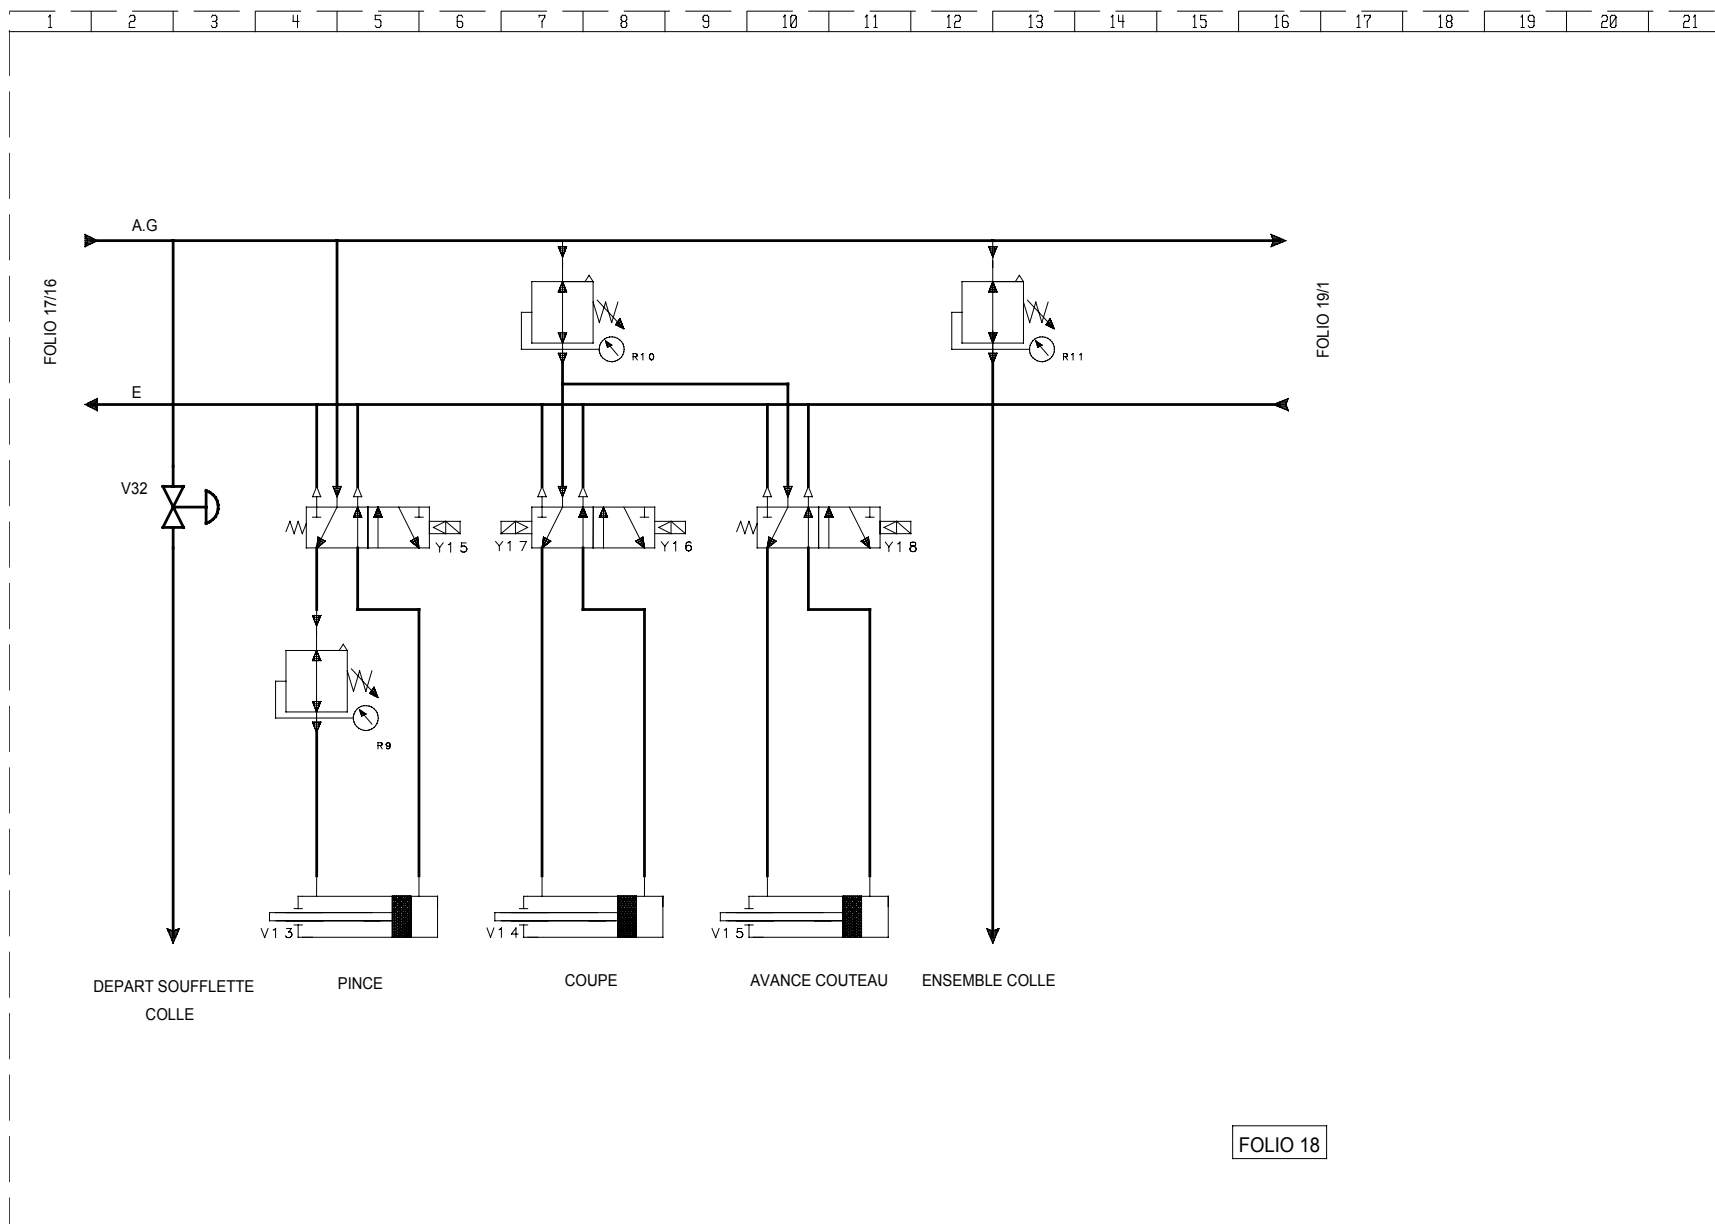 1 2 3 4 5 6 7 8 9 10 11 12 13 14 15 16 17 18 19 20 21
A.G
FOLIO 17/16
FOLIO 19/1
R10
R11
E
V32
Y15
Y17
Y16
Y18
R9
V13
V14
V15
DEPART SOUFFLETTE
COLLE
PINCE
COUPE
AVANCE COUTEAU
ENSEMBLE COLLE
FOLIO 18